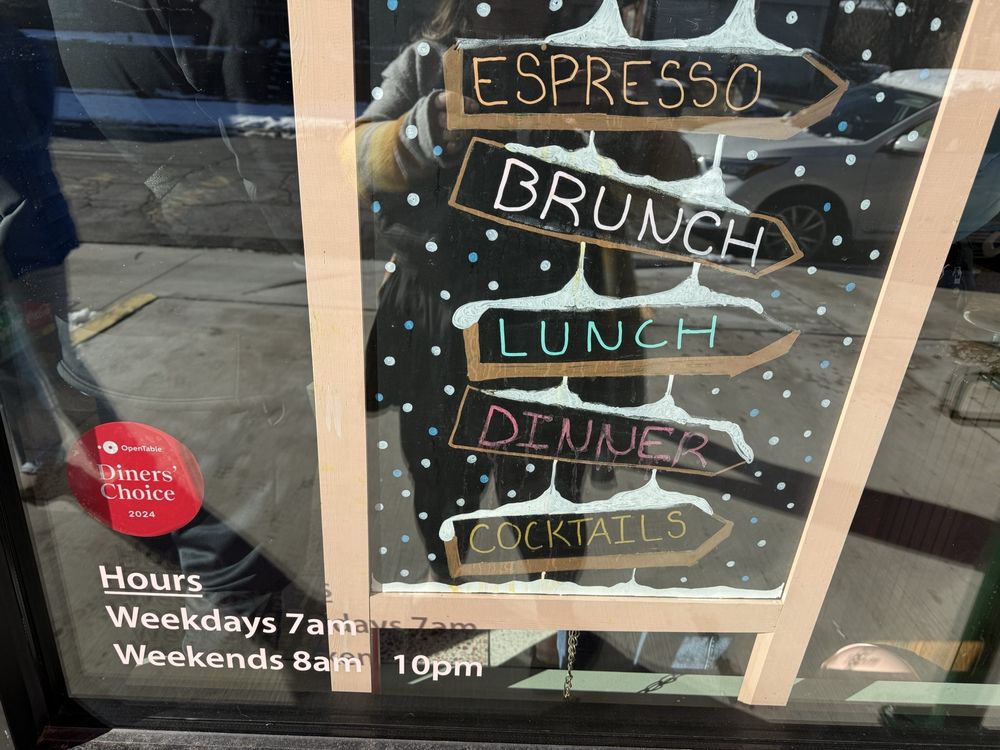 ESPRESSO
BRUNCH
LUNCH
DINNER
COCKTAILS
OpenTable
Diners'
Choice
2024
Hours
Weekdays 7am
Weekends 8am 10pm